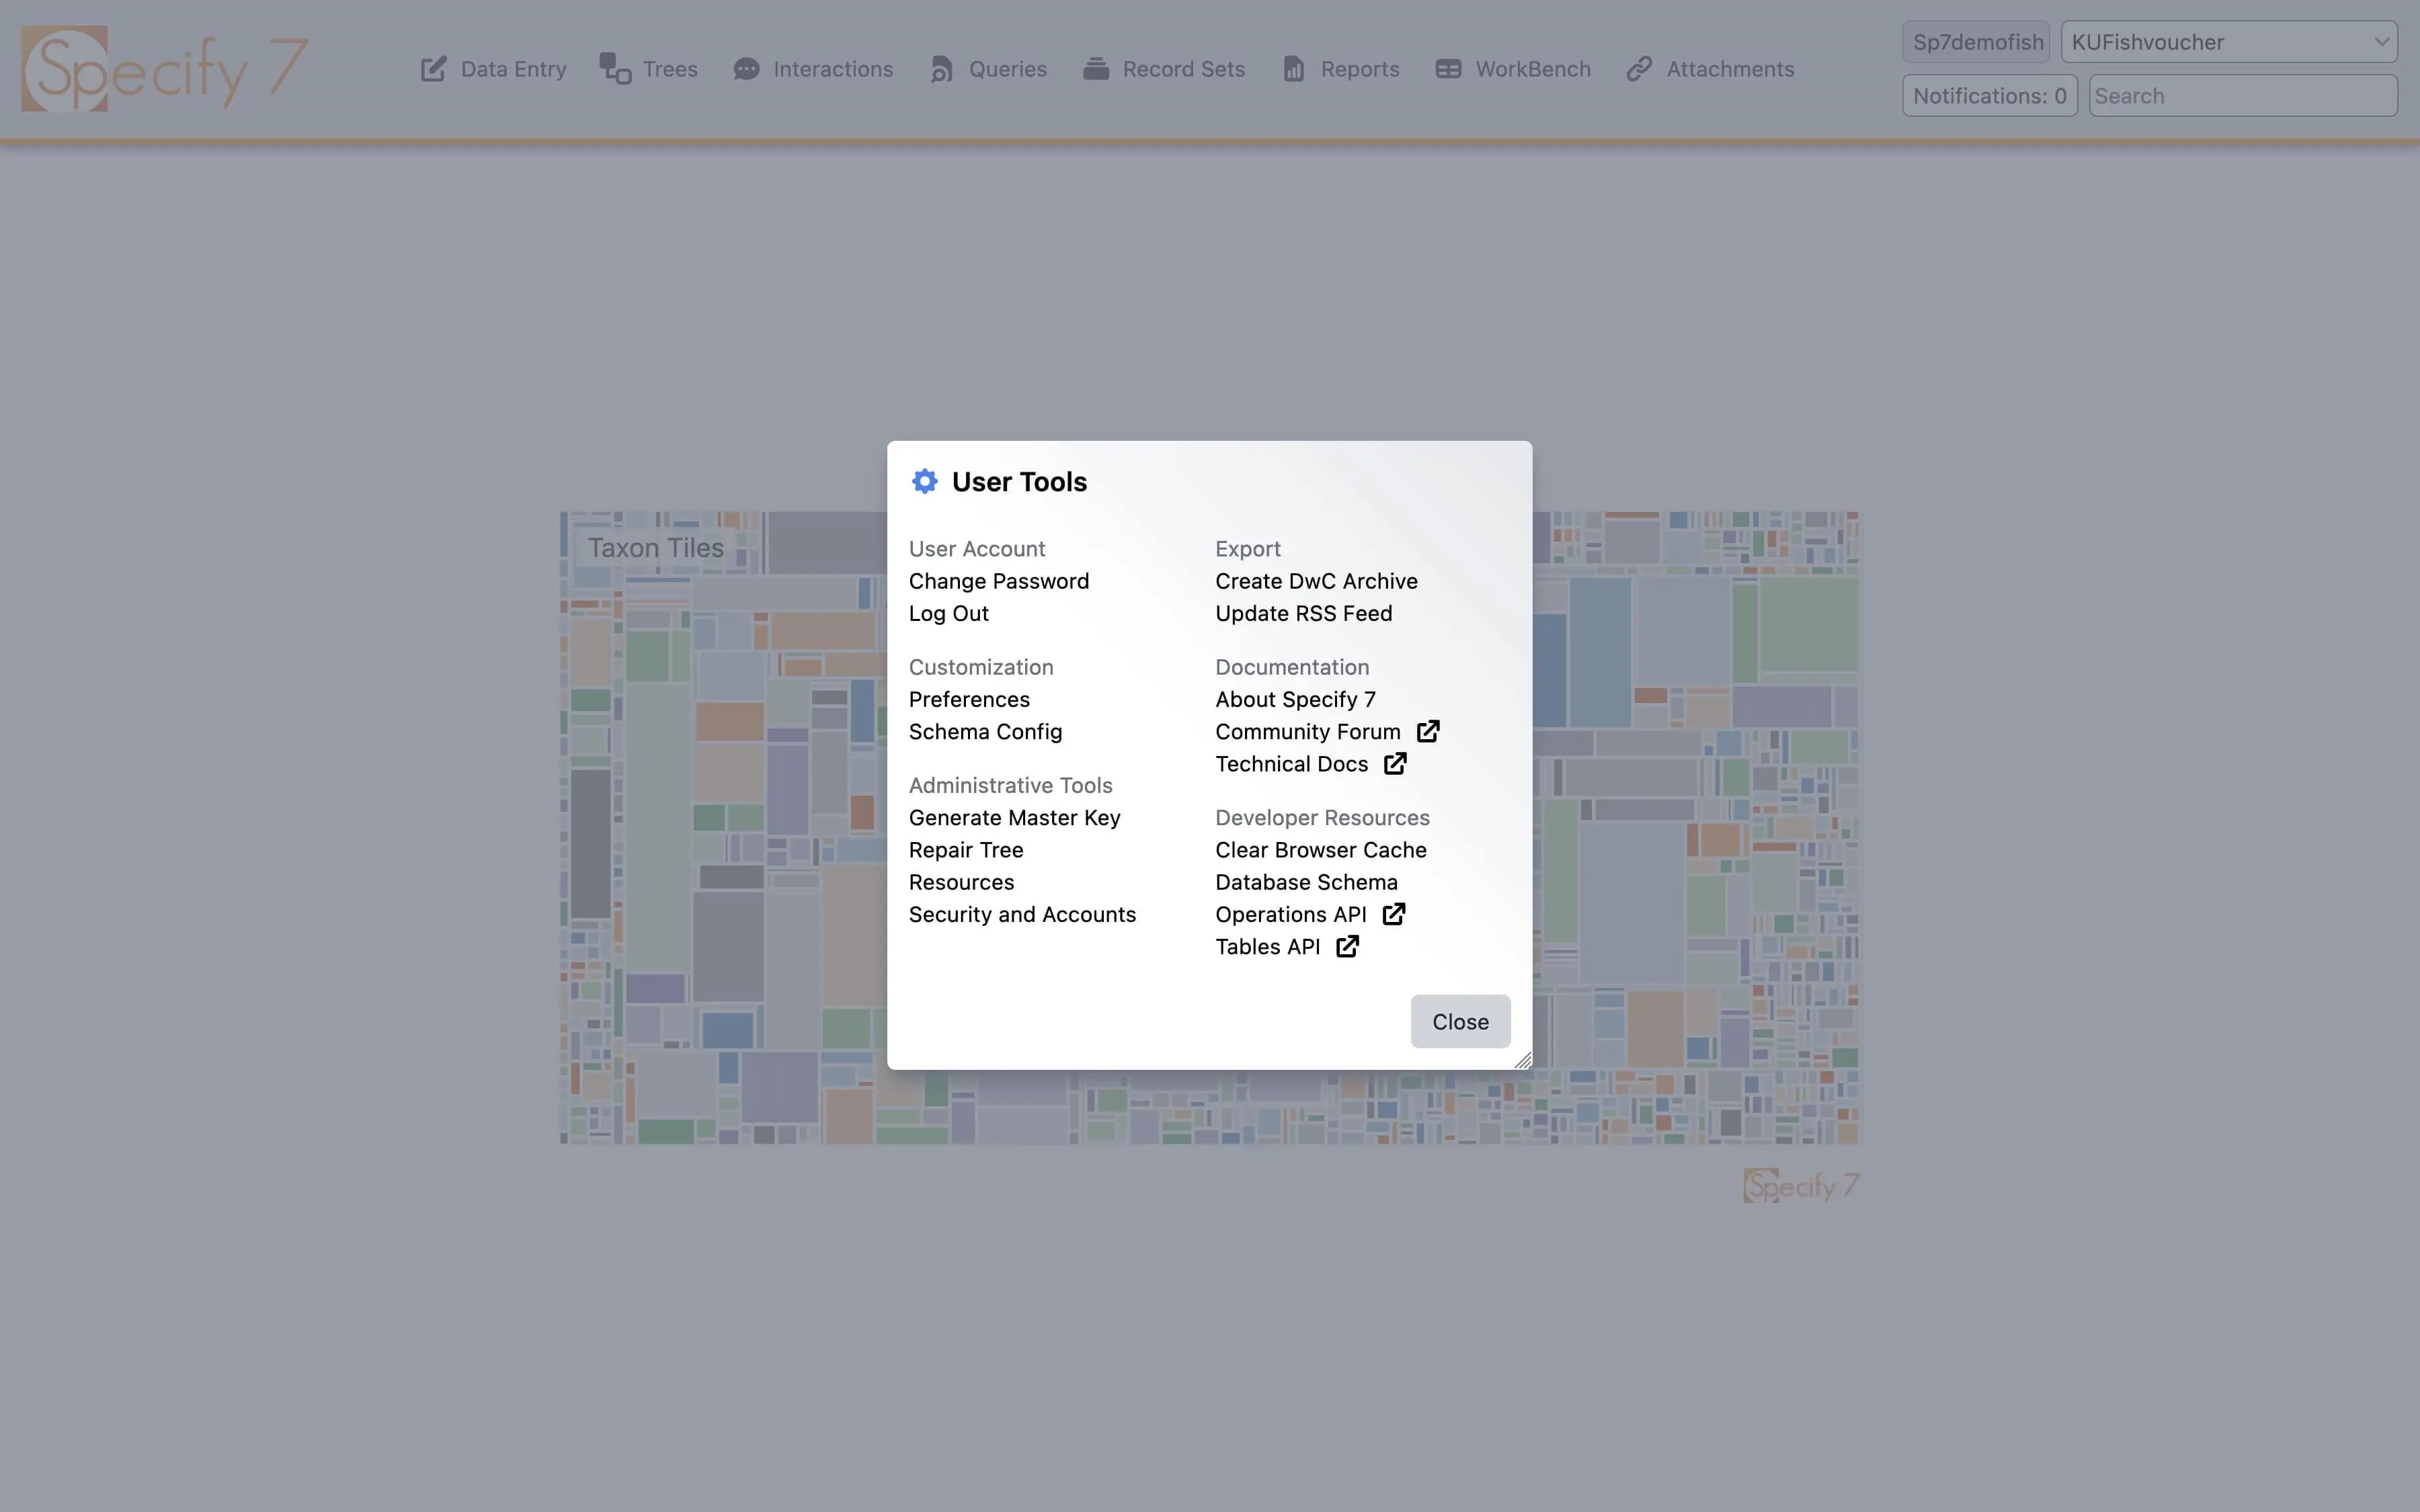 Specify 7
Data Entry
Trees
Interactions
Queries
Record Sets
Reports
WorkBench
Attachments
Sp7demofish
KUFishvoucher
Notifications: 0
Search
Taxon Tiles
User Tools
User Account
Change Password
Log Out
Customization
Preferences
Schema Config
Administrative Tools
Generate Master Key
Repair Tree
Resources
Security and Accounts
Export
Create DwC Archive
Update RSS Feed
Documentation
About Specify 7
Community Forum
Technical Docs
Developer Resources
Clear Browser Cache
Database Schema
Operations API
Tables API
Close
Specify 7